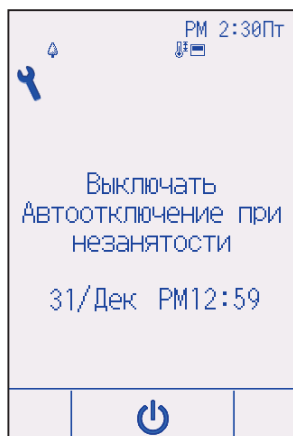 PM 2:30Пт
Выключать
Автоотключение при
незанятости
31/Дек PM12:59